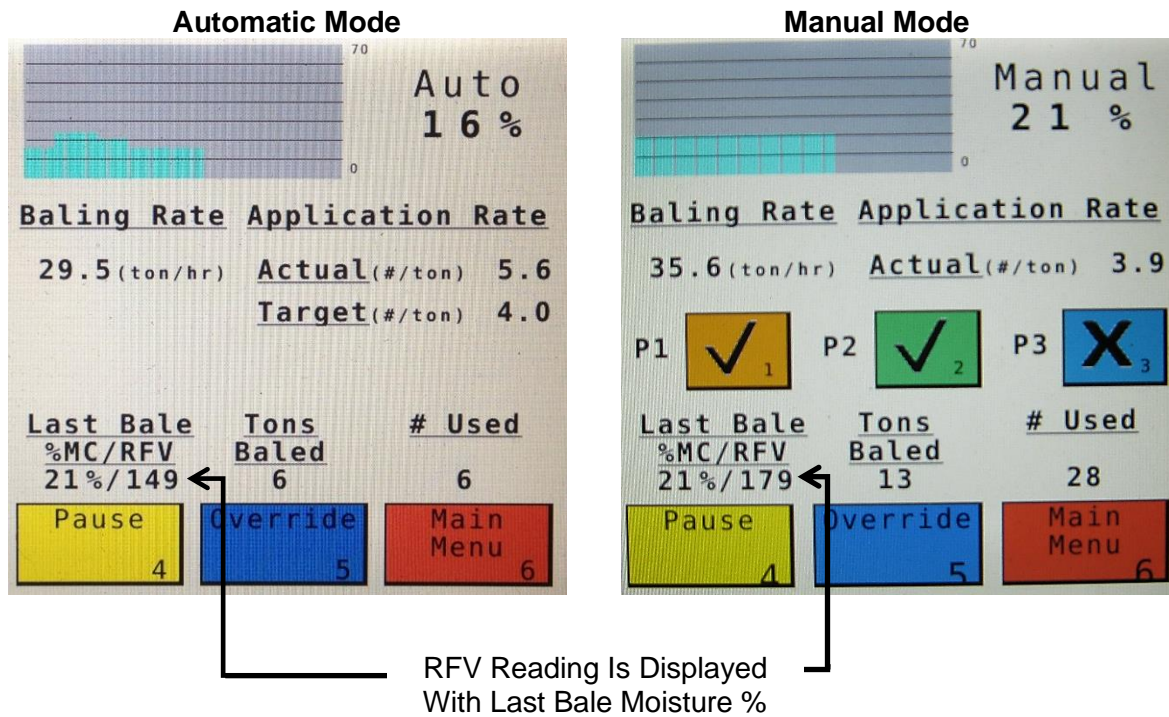 Automatic Mode
70
Auto
16%
0
Baling Rate Application Rate
29.5(ton/hr) Actual(#/ton) 5.6
Target(#/ton) 4.0
Last Bale Tons # Used
%MC/RFV Baled
21%/149 6 6
Pause Override Main
Menu
4 5 6
Manual Mode
70
Manual
21 %
0
Baling Rate Application Rate
35.6(ton/hr) Actual(#/ton) 3.9
P1 1 P2 2 P3 X 3
Last Bale Tons # Used
%MC/RFV Baled
21%/179 13 28
Pause Override Main
Menu
4 5 6
RFV Reading Is Displayed
With Last Bale Moisture %